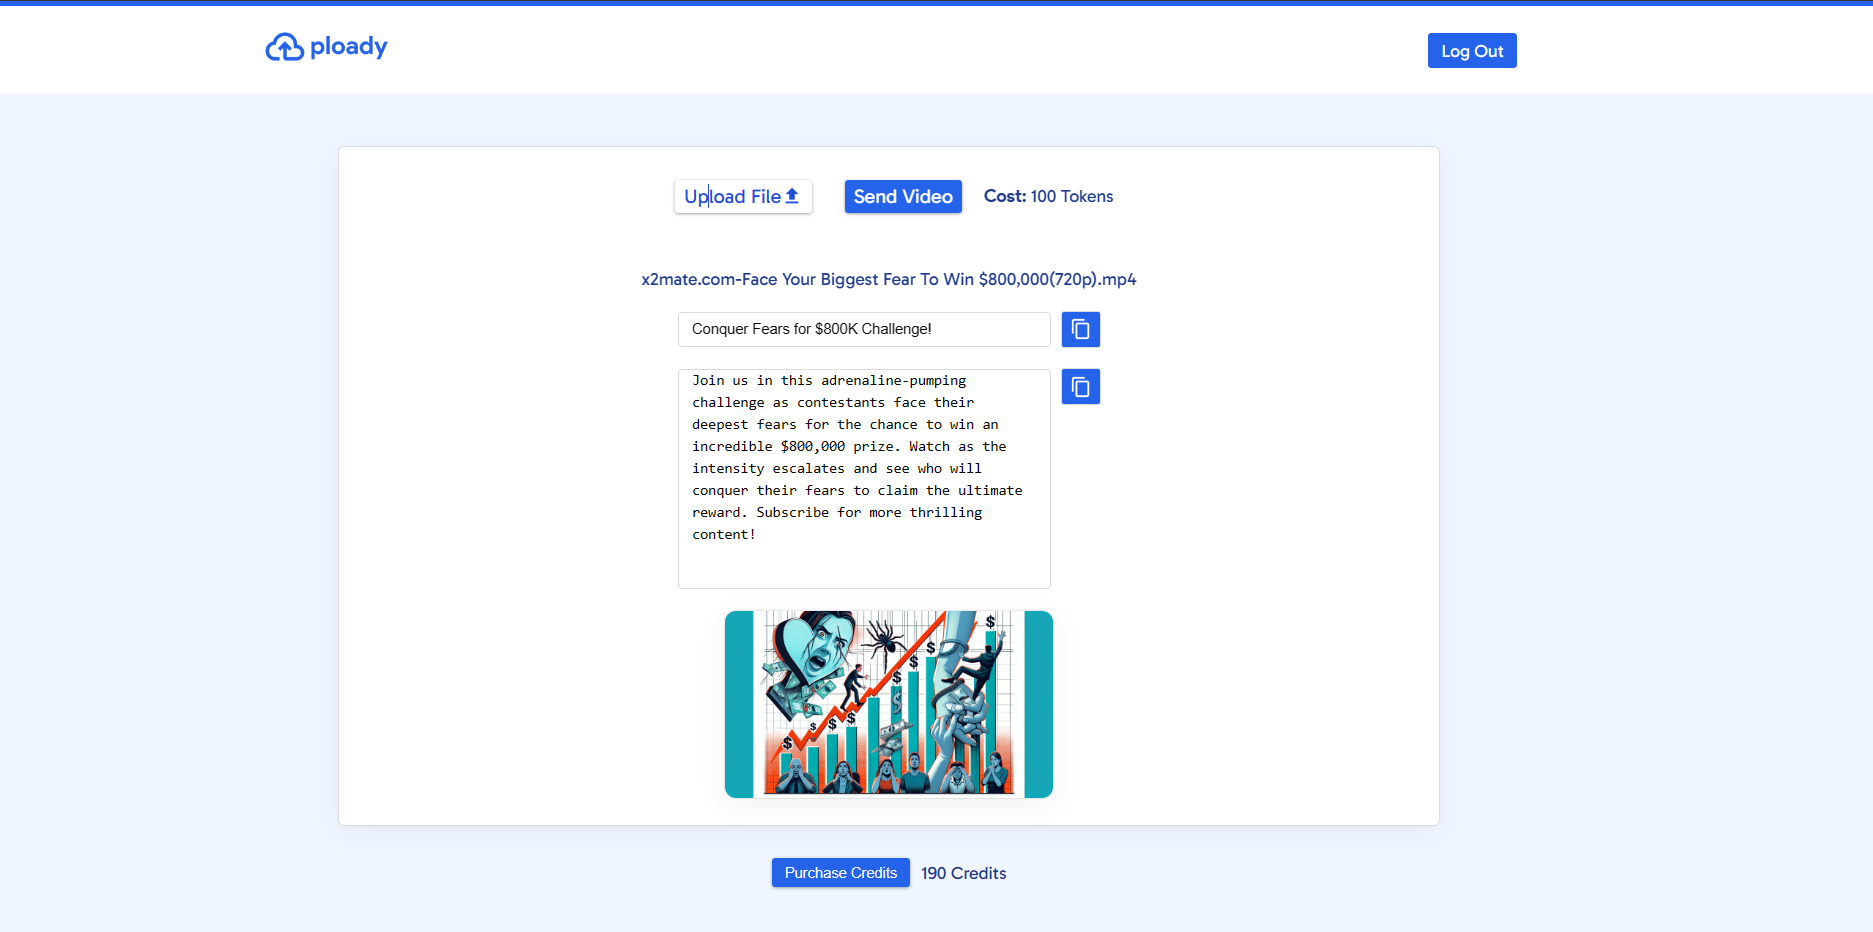 ploady
Log Out
Upload File
Send Video
Cost: 100 Tokens
x2mate.com-Face Your Biggest Fear To Win $800,000(720p).mp4
Conquer Fears for $800K Challenge!
Join us in this adrenaline-pumping
challenge as contestants face their
deepest fears for the chance to win an
incredible $800,000 prize. Watch as the
intensity escalates and see who will
conquer their fears to claim the ultimate
reward. Subscribe for more thrilling
content!
$
$
$
$
$
$
$
$
$
Purchase Credits
190 Credits